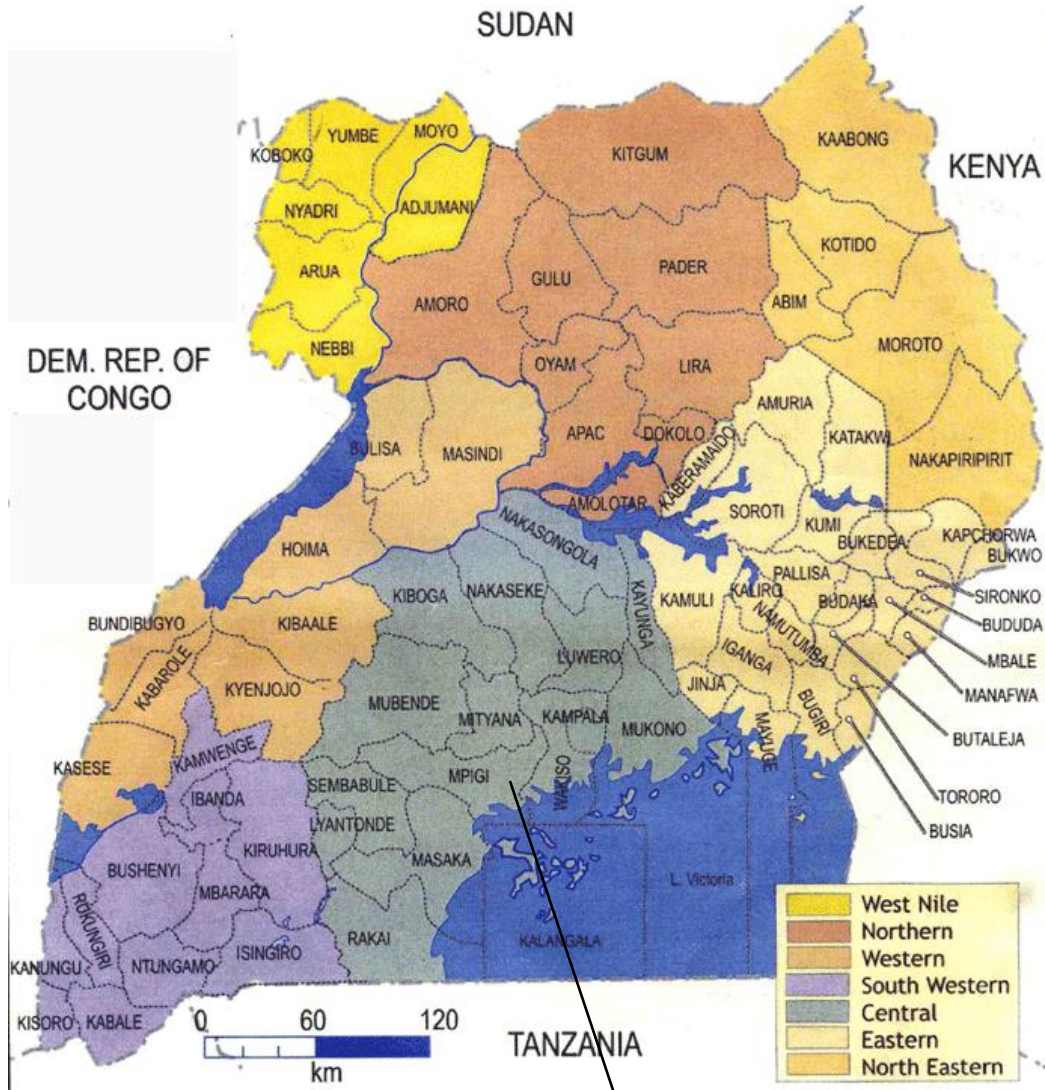 SUDAN
KENYA
DEM. REP. OF
CONGO
TANZANIA
KOBOKO
YUMBE
MOYO
NYADRI
ADJUMANI
ARUA
NEBBI
KITGUM
KAABONG
AMORO
GULU
PADER
KOTIDO
ABIM
OYAM
LIRA
MOROTO
APAC
DOKOLO
KABERAMAIDO
AMURIA
KATAKWI
NAKAPIRIPIRIT
BULISA
MASINDI
AMOLOTAR
SOROTI
KUMI
BUKEDEA
KAPCHORWA
BUKWO
HOIMA
NAKASONGOLA
KIBOGA
NAKASEKE
KAYUNGA
KAMULI
KALIRO
PALLISA
BUDAKA
NAMUTUMBA
SIRONKO
BUDUDA
MBALE
MANAFWA
BUTALEJA
TORORO
BUSIA
BUNDIBUGYO
KIBAALE
KABAROLE
KYENJOJO
LUWERO
IGANGA
JINJA
BUGIRI
MAYUGE
MUBENDE
MITYANA
KAMPALA
MUKONO
KASESE
KAMWENGE
IBANDA
SEMBABULE
MPIGI
WAKISO
LYANTONDE
KIRUHURA
MASAKA
BUSHENYI
MBARARA
L. Victoria
RUKUNGIRI
KANUNGU
NTUNGAMO
ISINGIRO
RAKAI
KALANGALA
KISORO
KABALE
0 60 120
km
West Nile
Northern
Western
South Western
Central
Eastern
North Eastern